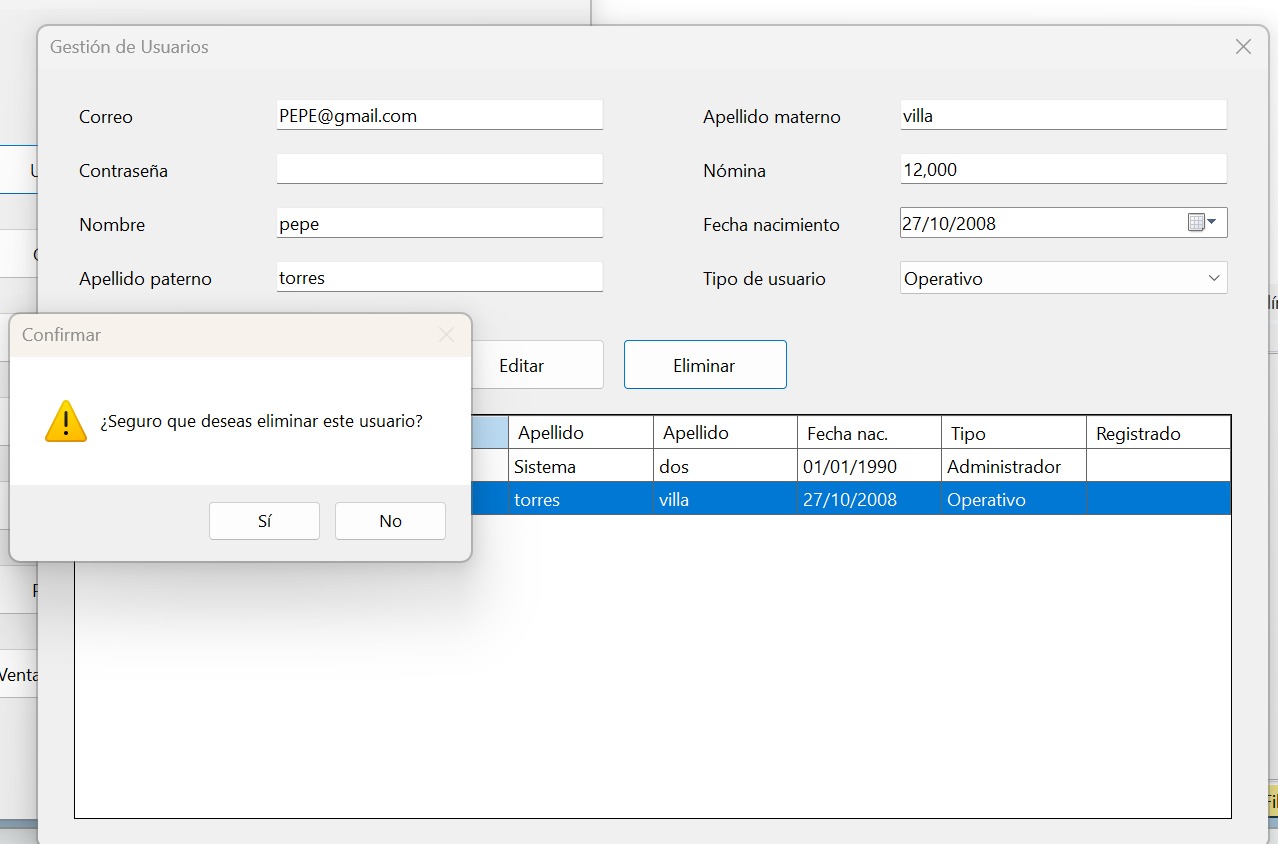 Gestión de Usuarios
Correo PEPE@gmail.com Apellido materno villa
Contraseña Nómina 12,000
Nombre pepe Fecha nacimiento 27/10/2008
Apellido paterno torres Tipo de usuario Operativo
Confirmar
Editar Eliminar
¿Seguro que deseas eliminar este usuario?
Sí No
Apellido Apellido Fecha nac. Tipo Registrado
Sistema dos 01/01/1990 Administrador
torres villa 27/10/2008 Operativo
Venta